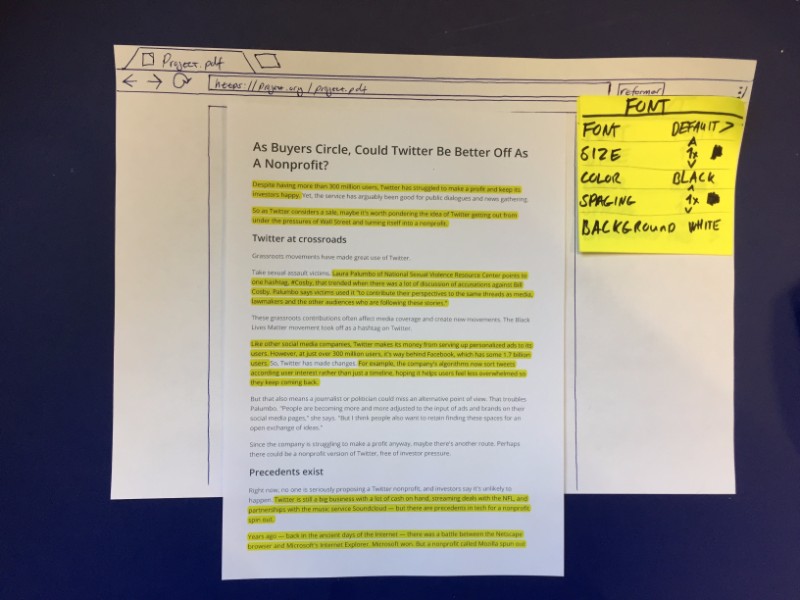 Project.pdf
reformar
FONT
FONT DEFAULT >
SIZE 1x
COLOR BLACK
SPACING 1x
BACKGROUND WHITE
As Buyers Circle, Could Twitter Be Better Off As
A Nonprofit?
Despite having more than 300 million users, Twitter has struggled to make a profit and keep its
investors happy. Yet, the service has arguably been good for public dialogues and news gathering.
So as Twitter considers a sale, maybe it's worth pondering the idea of Twitter getting out from
under the pressures of Wall Street and turning itself into a nonprofit.
Twitter at crossroads
Grassroots movements have made great use of Twitter.
Take sexual assault victims. Laura Palumbo of National Sexual Violence Resource Center points to
one hashtag, #Cosby, that trended when there was a lot of discussion of accusations against Bill
Cosby. Palumbo says victims used it "to contribute their perspectives to the same threads as media,
lawmakers and the other audiences who are following these stories."
These grassroots contributions often affect media coverage and create new movements. The Black
Lives Matter movement took off as a hashtag on Twitter.
Like other social media companies, Twitter makes its money from serving up personalized ads to its
users. However, at just over 300 million users, it's way behind Facebook, which has some 1.7 billion
users. So, Twitter has made changes. For example, the company's algorithms now sort tweets
according user interest rather than just a timeline, hoping it helps users feel less overwhelmed so
they keep coming back.
But that also means a journalist or politician could miss an alternative point of view. That troubles
Palumbo. "People are becoming more and more adjusted to the input of ads and brands on their
social media pages," she says. "But I think people also want to retain finding these spaces for an
open exchange of ideas."
Since the company is struggling to make a profit anyway, maybe there's another route. Perhaps
there could be a nonprofit version of Twitter, free of investor pressure.
Precedents exist
Right now, no one is seriously proposing a Twitter nonprofit, and investors say it's unlikely to
happen. Twitter is still a big business with a lot of cash on hand, streaming deals with the NFL, and
partnerships with the music service Soundcloud — but there are precedents in tech for a nonprofit
spin out.
Years ago — back in the ancient days of the Internet — there was a battle between the Netscape
browser and Microsoft's Internet Explorer. Microsoft won. But a nonprofit called Mozilla spun out